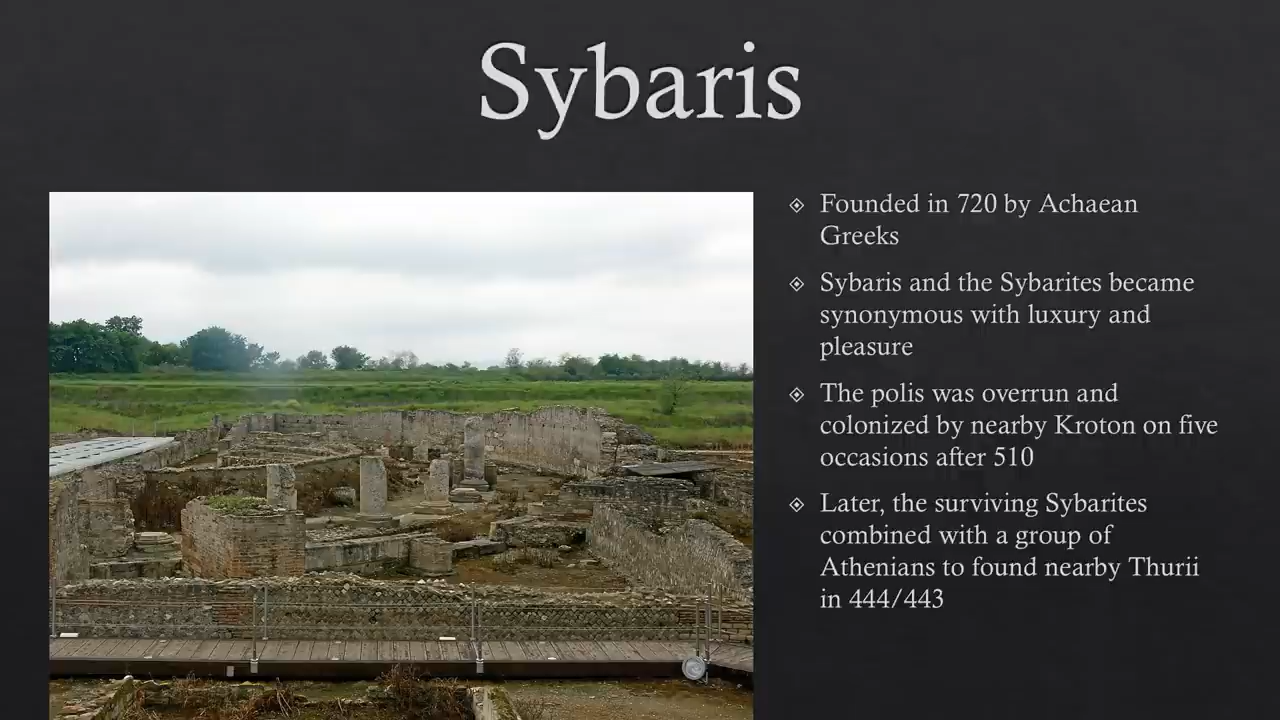 Sybaris
Founded in 720 by Achaean
Greeks
Sybaris and the Sybarites became
synonymous with luxury and
pleasure
The polis was overrun and
colonized by nearby Kroton on five
occasions after 510
Later, the surviving Sybarites
combined with a group of
Athenians to found nearby Thurii
in 444/443